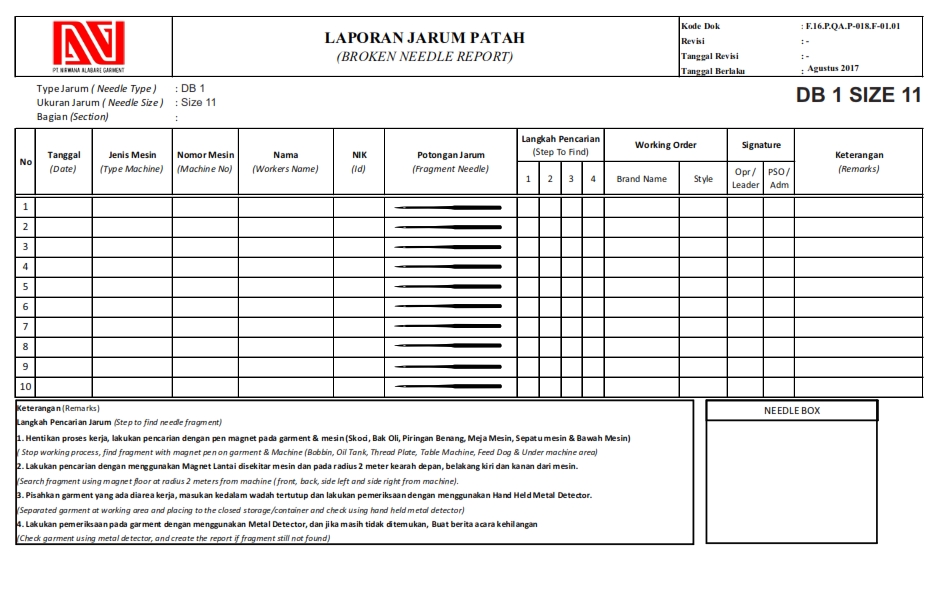 PT. NIRWANA ALABARE GARMENT
LAPORAN JARUM PATAH
(BROKEN NEEDLE REPORT)
Kode Dok : F.16.P.QA.P-018.F-01.01
Revisi : -
Tanggal Revisi : -
Tanggal Berlaku : Agustus 2017
Type Jarum ( Needle Type ) : DB 1
Ukuran Jarum ( Needle Size ) : Size 11
Bagian (Section) :
DB 1 SIZE 11
No
Tanggal
(Date)
Jenis Mesin
(Type Machine)
Nomor Mesin
(Machine No)
Nama
(Workers Name)
NIK
(Id)
Potongan Jarum
(Fragment Needle)
Langkah Pencarian
(Step To Find)
1 2 3 4
Working Order
Brand Name Style
Signature
Opr /
Leader
PSO /
Adm
Keterangan
(Remarks)
1
2
3
4
5
6
7
8
9
10
Keterangan (Remarks)
Langkah Pencarian Jarum (Step to find needle fragment)
1. Hentikan proses kerja, lakukan pencarian dengan pen magnet pada garment & mesin (Skoci, Bak Oli, Piringan Benang, Meja Mesin, Sepatu mesin & Bawah Mesin)
( Stop working process, find fragment with magnet pen on garment & Machine (Bobbin, Oil Tank, Thread Plate, Table Machine, Feed Dog & Under machine area)
2. Lakukan pencarian dengan menggunakan Magnet Lantai disekitar mesin dan pada radius 2 meter kearah depan, belakang kiri dan kanan dari mesin.
(Search fragment using magnet floor at radius 2 meters from machine ( front, back, side left and side right from machine).
3. Pisahkan garment yang ada diarea kerja, masukan kedalam wadah tertutup dan lakukan pemeriksaan dengan menggunakan Hand Held Metal Detector.
(Separated garment at working area and placing to the closed storage/container and check using hand held metal detector)
4. Lakukan pemeriksaan pada garment dengan menggunakan Metal Detector, dan jika masih tidak ditemukan, Buat berita acara kehilangan
(Check garment using metal detector, and create the report if fragment still not found)
NEEDLE BOX